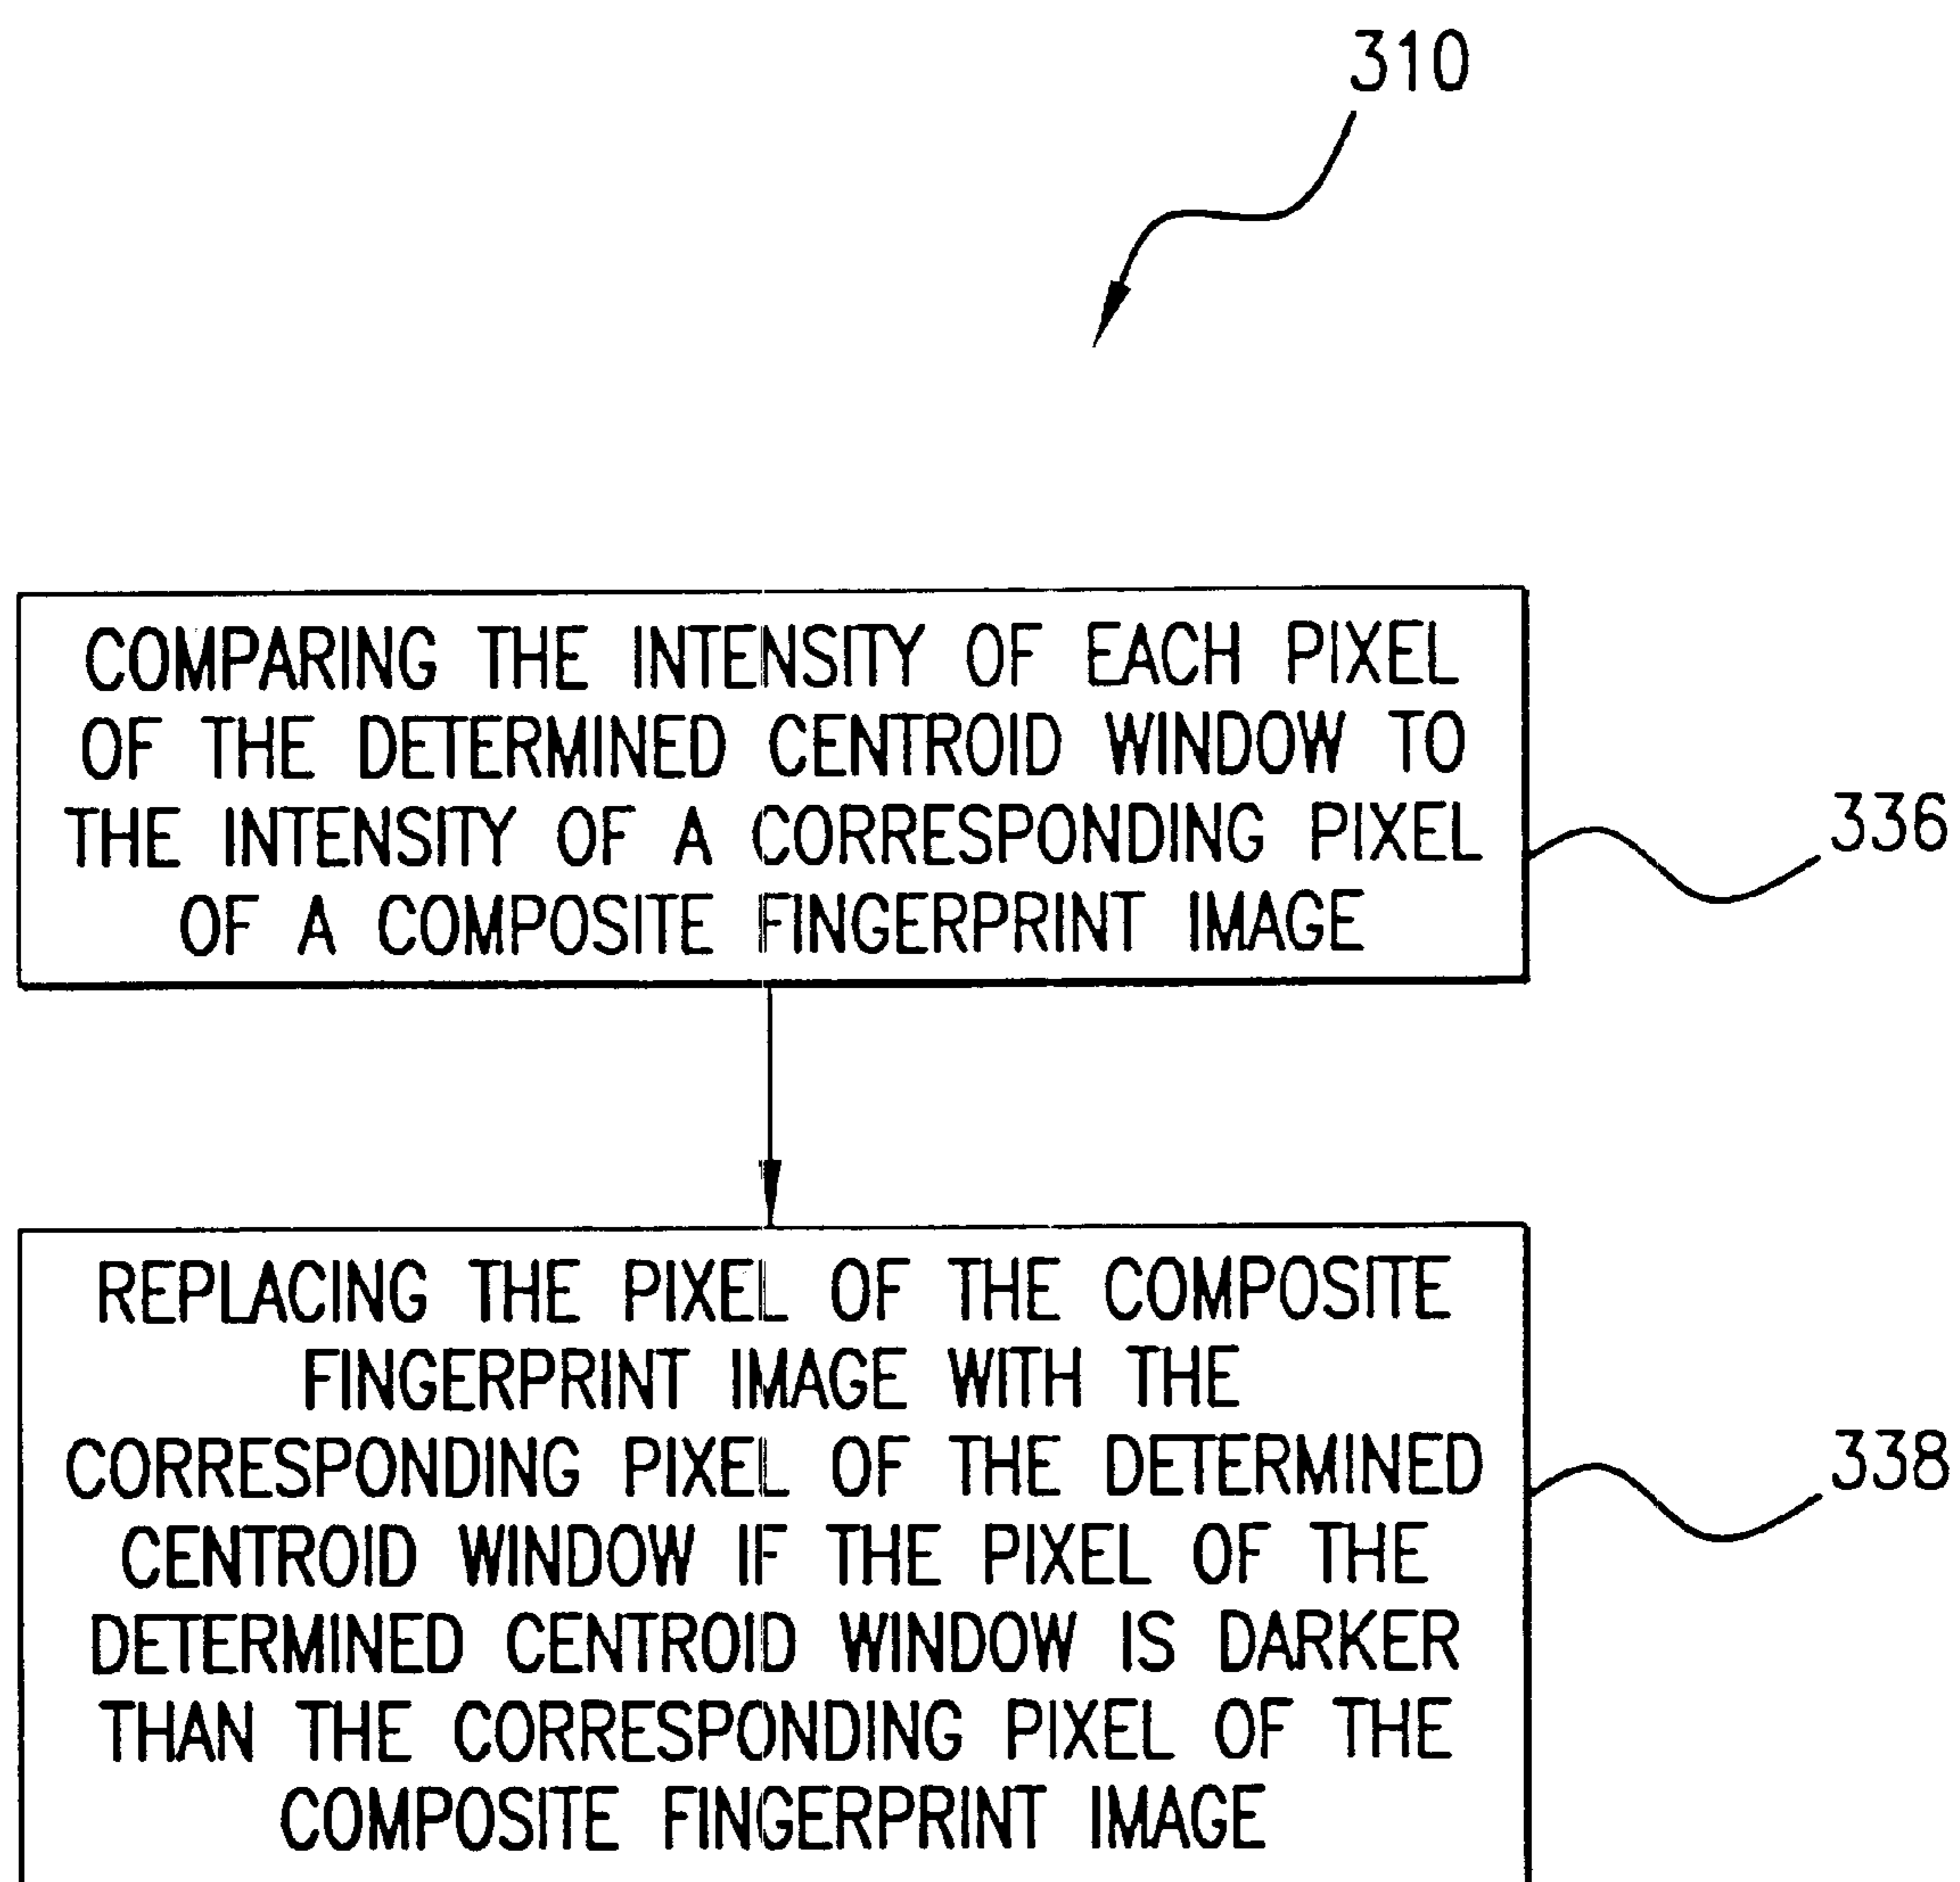 310
COMPARING THE INTENSITY OF EACH PIXEL
OF THE DETERMINED CENTROID WINDOW TO
THE INTENSITY OF A CORRESPONDING PIXEL
OF A COMPOSITE FINGERPRINT IMAGE
336
REPLACING THE PIXEL OF THE COMPOSITE
FINGERPRINT IMAGE WITH THE
CORRESPONDING PIXEL OF THE DETERMINED
CENTROID WINDOW IF THE PIXEL OF THE
DETERMINED CENTROID WINDOW IS DARKER
THAN THE CORRESPONDING PIXEL OF THE
COMPOSITE FINGERPRINT IMAGE
338